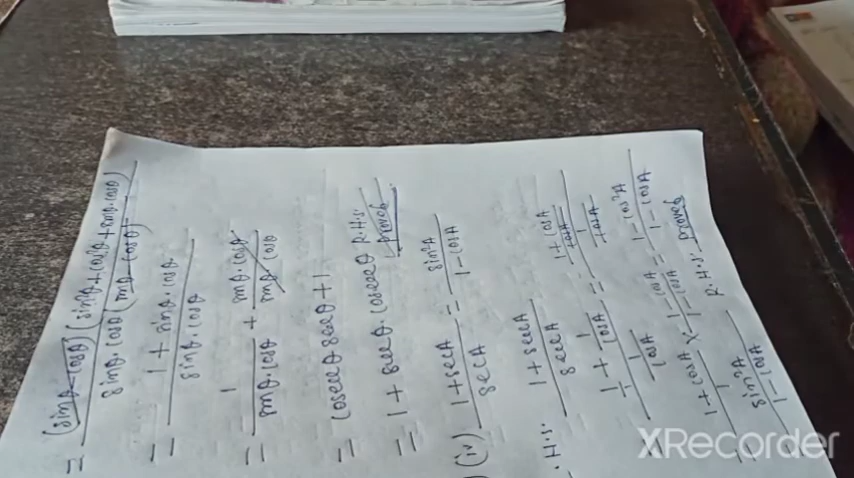 = (sinθ - cosθ) (sin²θ + cos²θ + sinθ.cosθ) / sinθ.cosθ (sinθ - cosθ)
= 1 + sinθ.cosθ / sinθ.cosθ
= 1 / sinθ.cosθ + sinθ.cosθ / sinθ.cosθ
= cosecθ secθ + 1
= 1 + secθ.cosecθ R.H.S. Proved
(iv) 1 + secA / secA = sin²A / 1 - cosA
.H.S. 1 + secA / secA
1/1 + 1/cosA / 1/cosA = 1 + cosA / cosA / 1/cosA
= 1 + cosA / 1 × 1 - cosA / 1 - cosA = 1 - cos²A / 1 - cosA
sin²A / 1 - cosA R.H.S. Proved
XRecorder